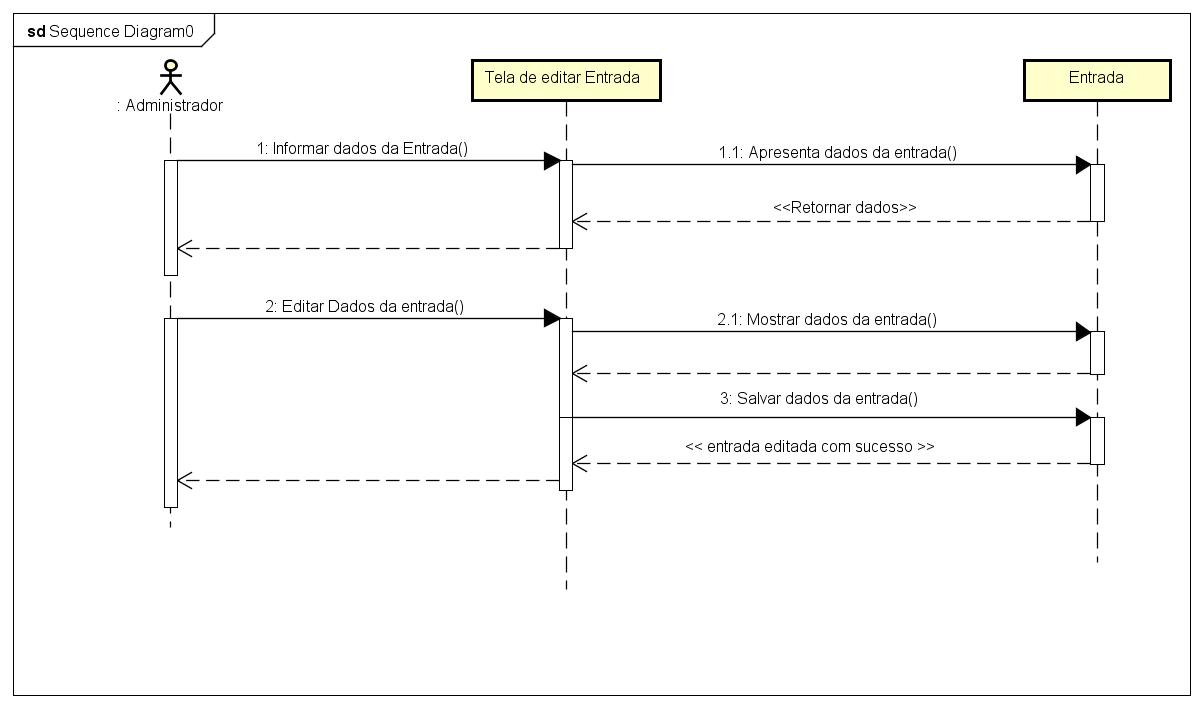 sd Sequence Diagram0
: Administrador
Tela de editar Entrada
Entrada
1: Informar dados da Entrada()
1.1: Apresenta dados da entrada()
<<Retornar dados>>
2: Editar Dados da entrada()
2.1: Mostrar dados da entrada()
3: Salvar dados da entrada()
<< entrada editada com sucesso >>